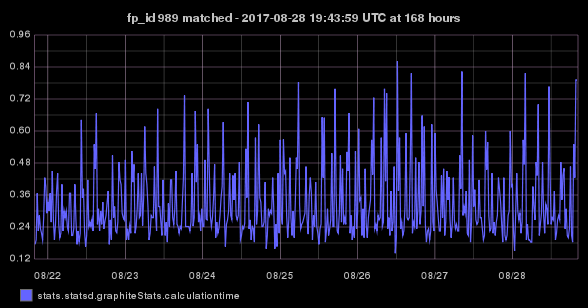 fp_id 989 matched - 2017-08-28 19:43:59 UTC at 168 hours
0.96
0.84
0.72
0.60
0.48
0.36
0.24
0.12
08/22 08/23 08/24 08/25 08/26 08/27 08/28
stats.statsd.graphiteStats.calculationtime